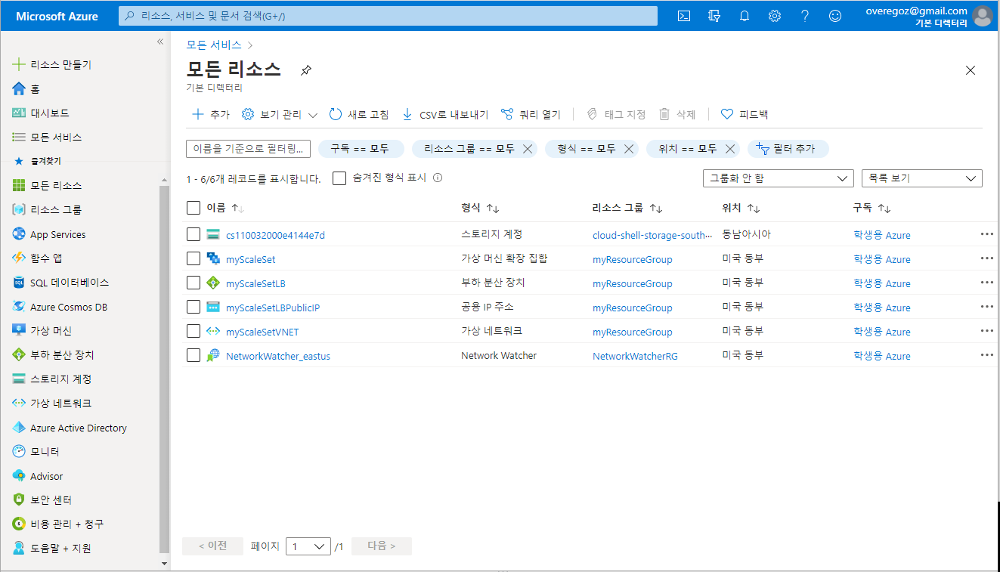 Microsoft Azure
리소스, 서비스 및 문서 검색(G+/)
overegoz@gmail.com
기본 디렉터리
«
리소스 만들기
홈
대시보드
모든 서비스
즐겨찾기
모든 리소스
리소스 그룹
App Services
함수 앱
SQL 데이터베이스
Azure Cosmos DB
가상 머신
부하 분산 장치
스토리지 계정
가상 네트워크
Azure Active Directory
모니터
Advisor
보안 센터
비용 관리 + 청구
도움말 + 지원
모든 서비스 >
모든 리소스
기본 디렉터리
추가 보기 관리 새로 고침 CSV로 내보내기 쿼리 열기 태그 지정 삭제 피드백
이름을 기준으로 필터링... 구독 == 모두 리소스 그룹 == 모두 형식 == 모두 위치 == 모두 필터 추가
1 - 6/6개 레코드를 표시합니다. 숨겨진 형식 표시 그룹화 안 함 목록 보기
이름 ↑↓ 형식 ↑↓ 리소스 그룹 ↑↓ 위치 ↑↓ 구독 ↑↓
cs110032000e4144e7d 스토리지 계정 cloud-shell-storage-south... 동남아시아 학생용 Azure ...
myScaleSet 가상 머신 확장 집합 myResourceGroup 미국 동부 학생용 Azure ...
myScaleSetLB 부하 분산 장치 myResourceGroup 미국 동부 학생용 Azure ...
myScaleSetLBPublicIP 공용 IP 주소 myResourceGroup 미국 동부 학생용 Azure ...
myScaleSetVNET 가상 네트워크 myResourceGroup 미국 동부 학생용 Azure ...
NetworkWatcher_eastus Network Watcher NetworkWatcherRG 미국 동부 학생용 Azure ...
< 이전 페이지 1 /1 다음 >